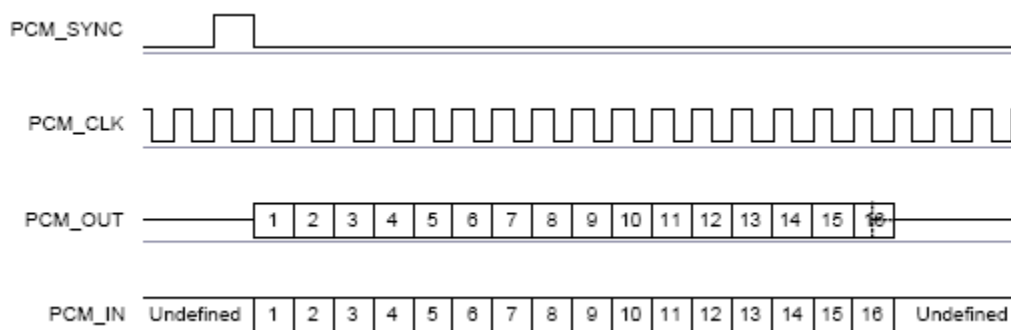 PCM_SYNC
PCM_CLK
PCM_OUT 1 2 3 4 5 6 7 8 9 10 11 12 13 14 15 16
PCM_IN Undefined 1 2 3 4 5 6 7 8 9 10 11 12 13 14 15 16 Undefined